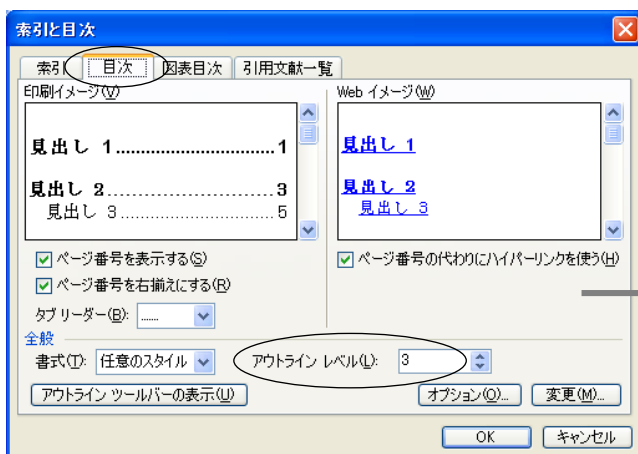 索引と目次
索引 目次 図表目次 引用文献一覧
印刷イメージ(V) Web イメージ(W)
見出し 1..............................1
見出し 2..............................3
見出し 3..............................5
見出し 1
見出し 2
見出し 3
ページ番号を表示する(S) ページ番号の代わりにハイパーリンクを使う(H)
ページ番号を右揃えにする(R)
タブ リーダー(B): ......
全般
書式(T): 任意のスタイル アウトライン レベル(L): 3
アウトライン ツールバーの表示(U) オプション(O)... 変更(M)...
OK キャンセル